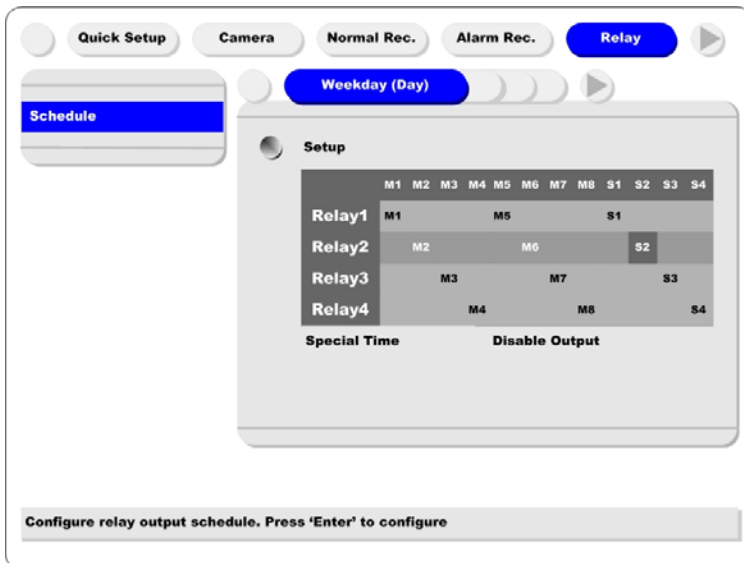 Quick Setup Camera Normal Rec. Alarm Rec. Relay
Weekday (Day)
Schedule
Setup
M1 M2 M3 M4 M5 M6 M7 M8 S1 S2 S3 S4
Relay1 M1 M5 S1
Relay2 M2 M6 S2
Relay3 M3 M7 S3
Relay4 M4 M8 S4
Special Time Disable Output
Configure relay output schedule. Press ‘Enter’ to configure